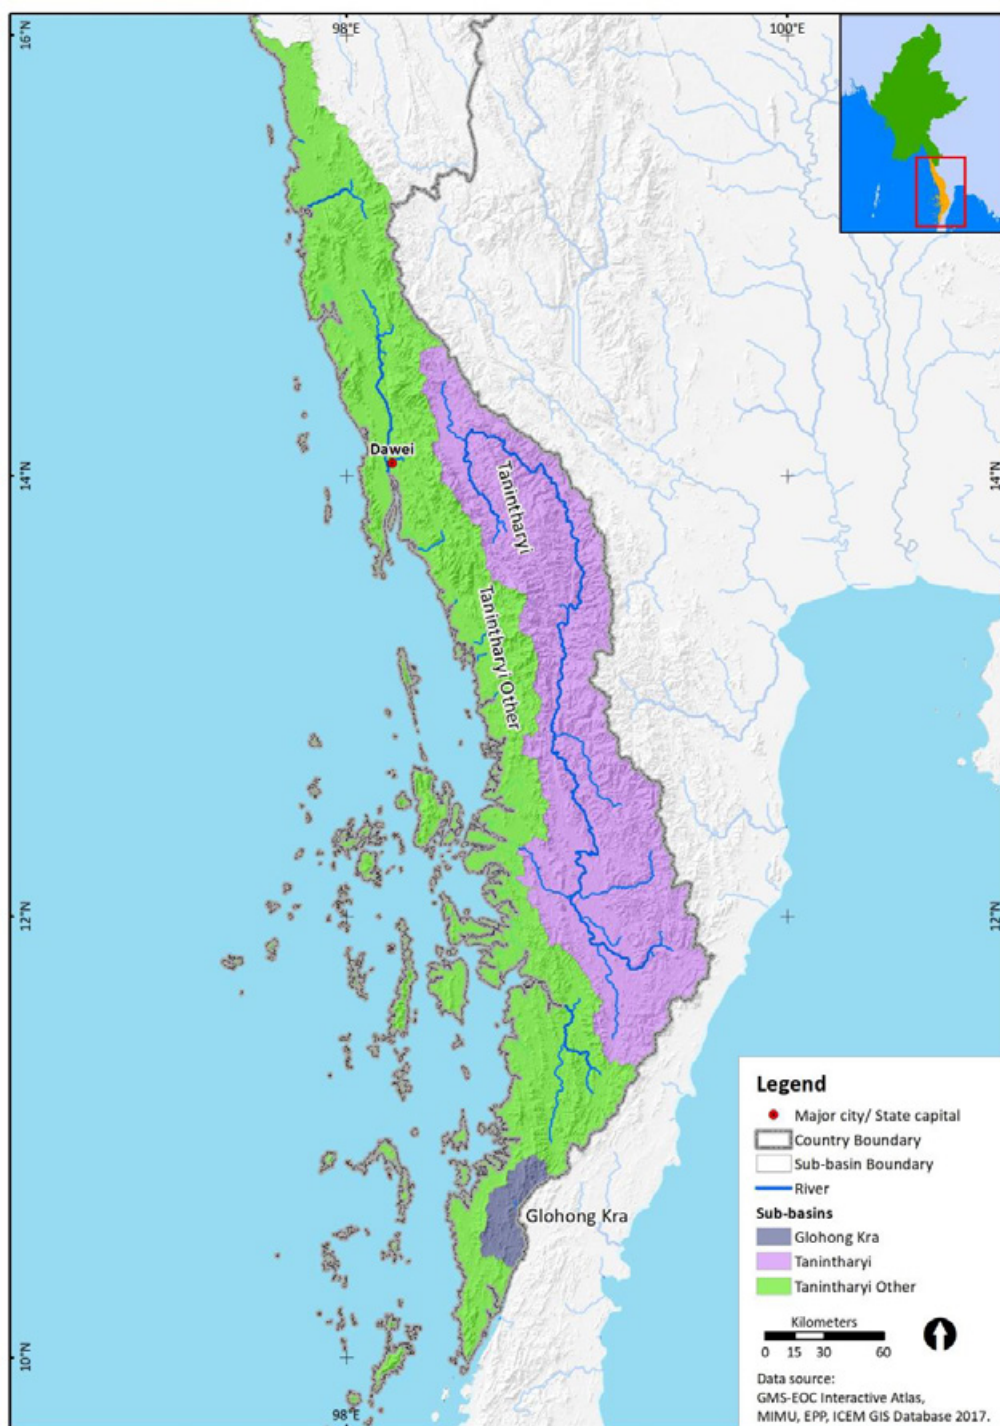 98°E
100°E
16°N
Dawei
14°N
14°N
Tanintharyi
Tanintharyi Other
12°N
12°N
Glohong Kra
10°N
98°E
Legend
Major city/ State capital
Country Boundary
Sub-basin Boundary
River
Sub-basins
Glohong Kra
Tanintharyi
Tanintharyi Other
Kilometers
0 15 30 60
Data source:
GMS-EOC Interactive Atlas,
MIMU, EPP, ICEM GIS Database 2017.